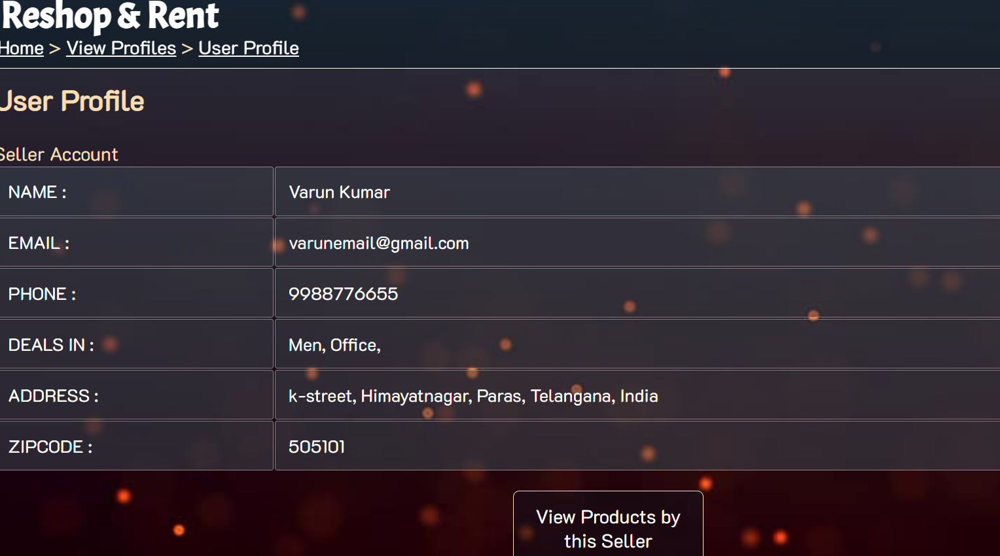 Reshop & Rent
Home > View Profiles > User Profile
User Profile
Seller Account
NAME : Varun Kumar
EMAIL : varunemail@gmail.com
PHONE : 9988776655
DEALS IN : Men, Office,
ADDRESS : k-street, Himayatnagar, Paras, Telangana, India
ZIPCODE : 505101
View Products by
this Seller